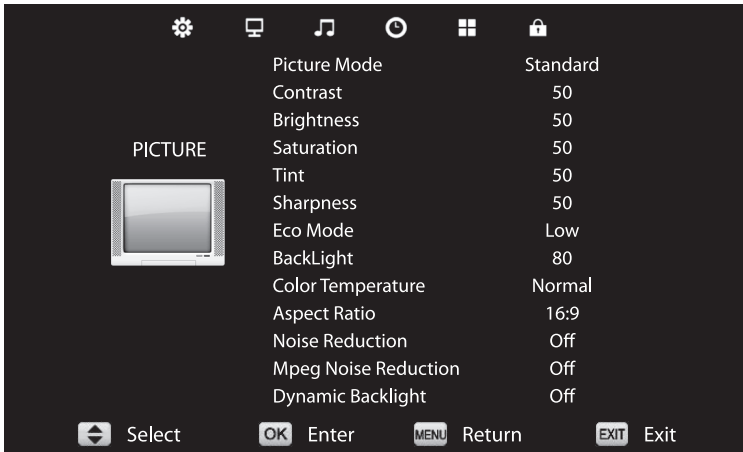 Picture Mode Standard
Contrast 50
Brightness 50
PICTURE
Saturation 50
Tint 50
Sharpness 50
Eco Mode Low
BackLight 80
Color Temperature Normal
Aspect Ratio 16:9
Noise Reduction Off
Mpeg Noise Reduction Off
Dynamic Backlight Off
Select OK Enter MENU Return EXIT Exit